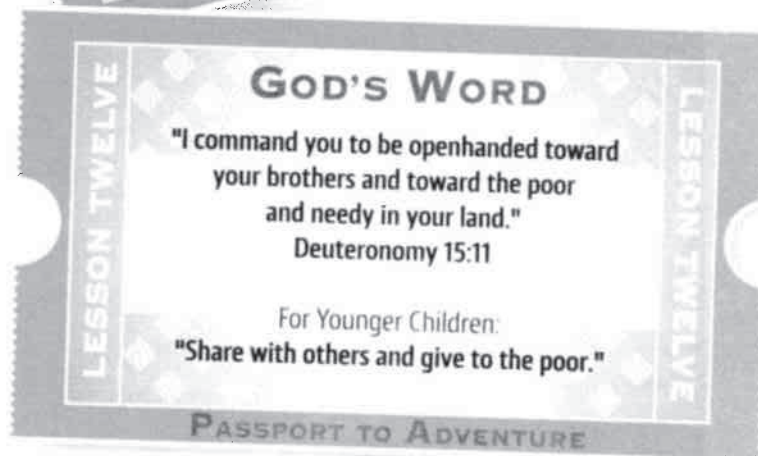 GOD'S WORD
"I command you to be openhanded toward
your brothers and toward the poor
and needy in your land."
Deuteronomy 15:11
For Younger Children:
"Share with others and give to the poor."
PASSPORT TO ADVENTURE
LESSON TWELVE
LESSON TWELVE